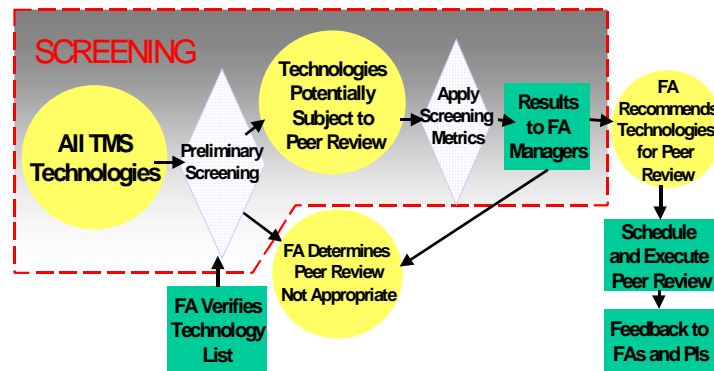 SCREENING
All TMS
Technologies
Preliminary
Screening
Technologies
Potentially
Subject to
Peer Review
Apply
Screening
Metrics
Results
to FA
Managers
FA
Recommends
Technologies
for Peer
Review
FA Determines
Peer Review
Not Appropriate
FA Verifies
Technology
List
Schedule
and Execute
Peer Review
Feedback to
FAs and PIs